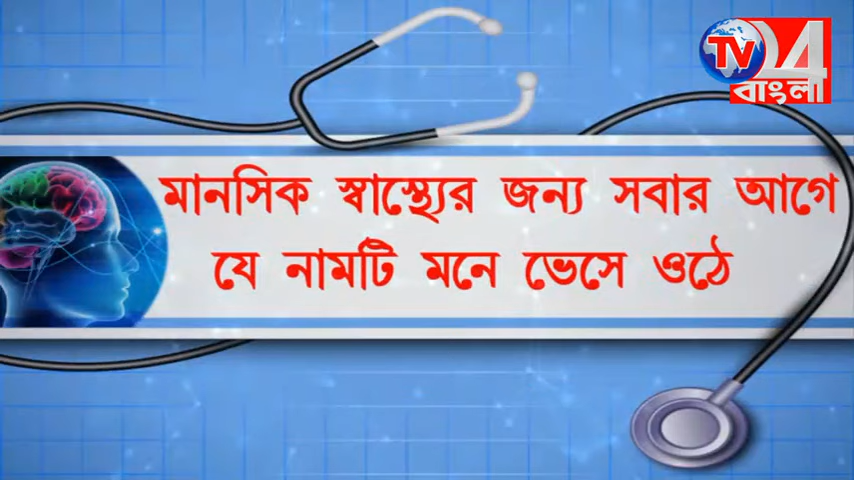 TV 24
বাংলা
মানসিক স্বাস্থ্যের জন্য সবার আগে
যে নামটি মনে ভেসে ওঠে